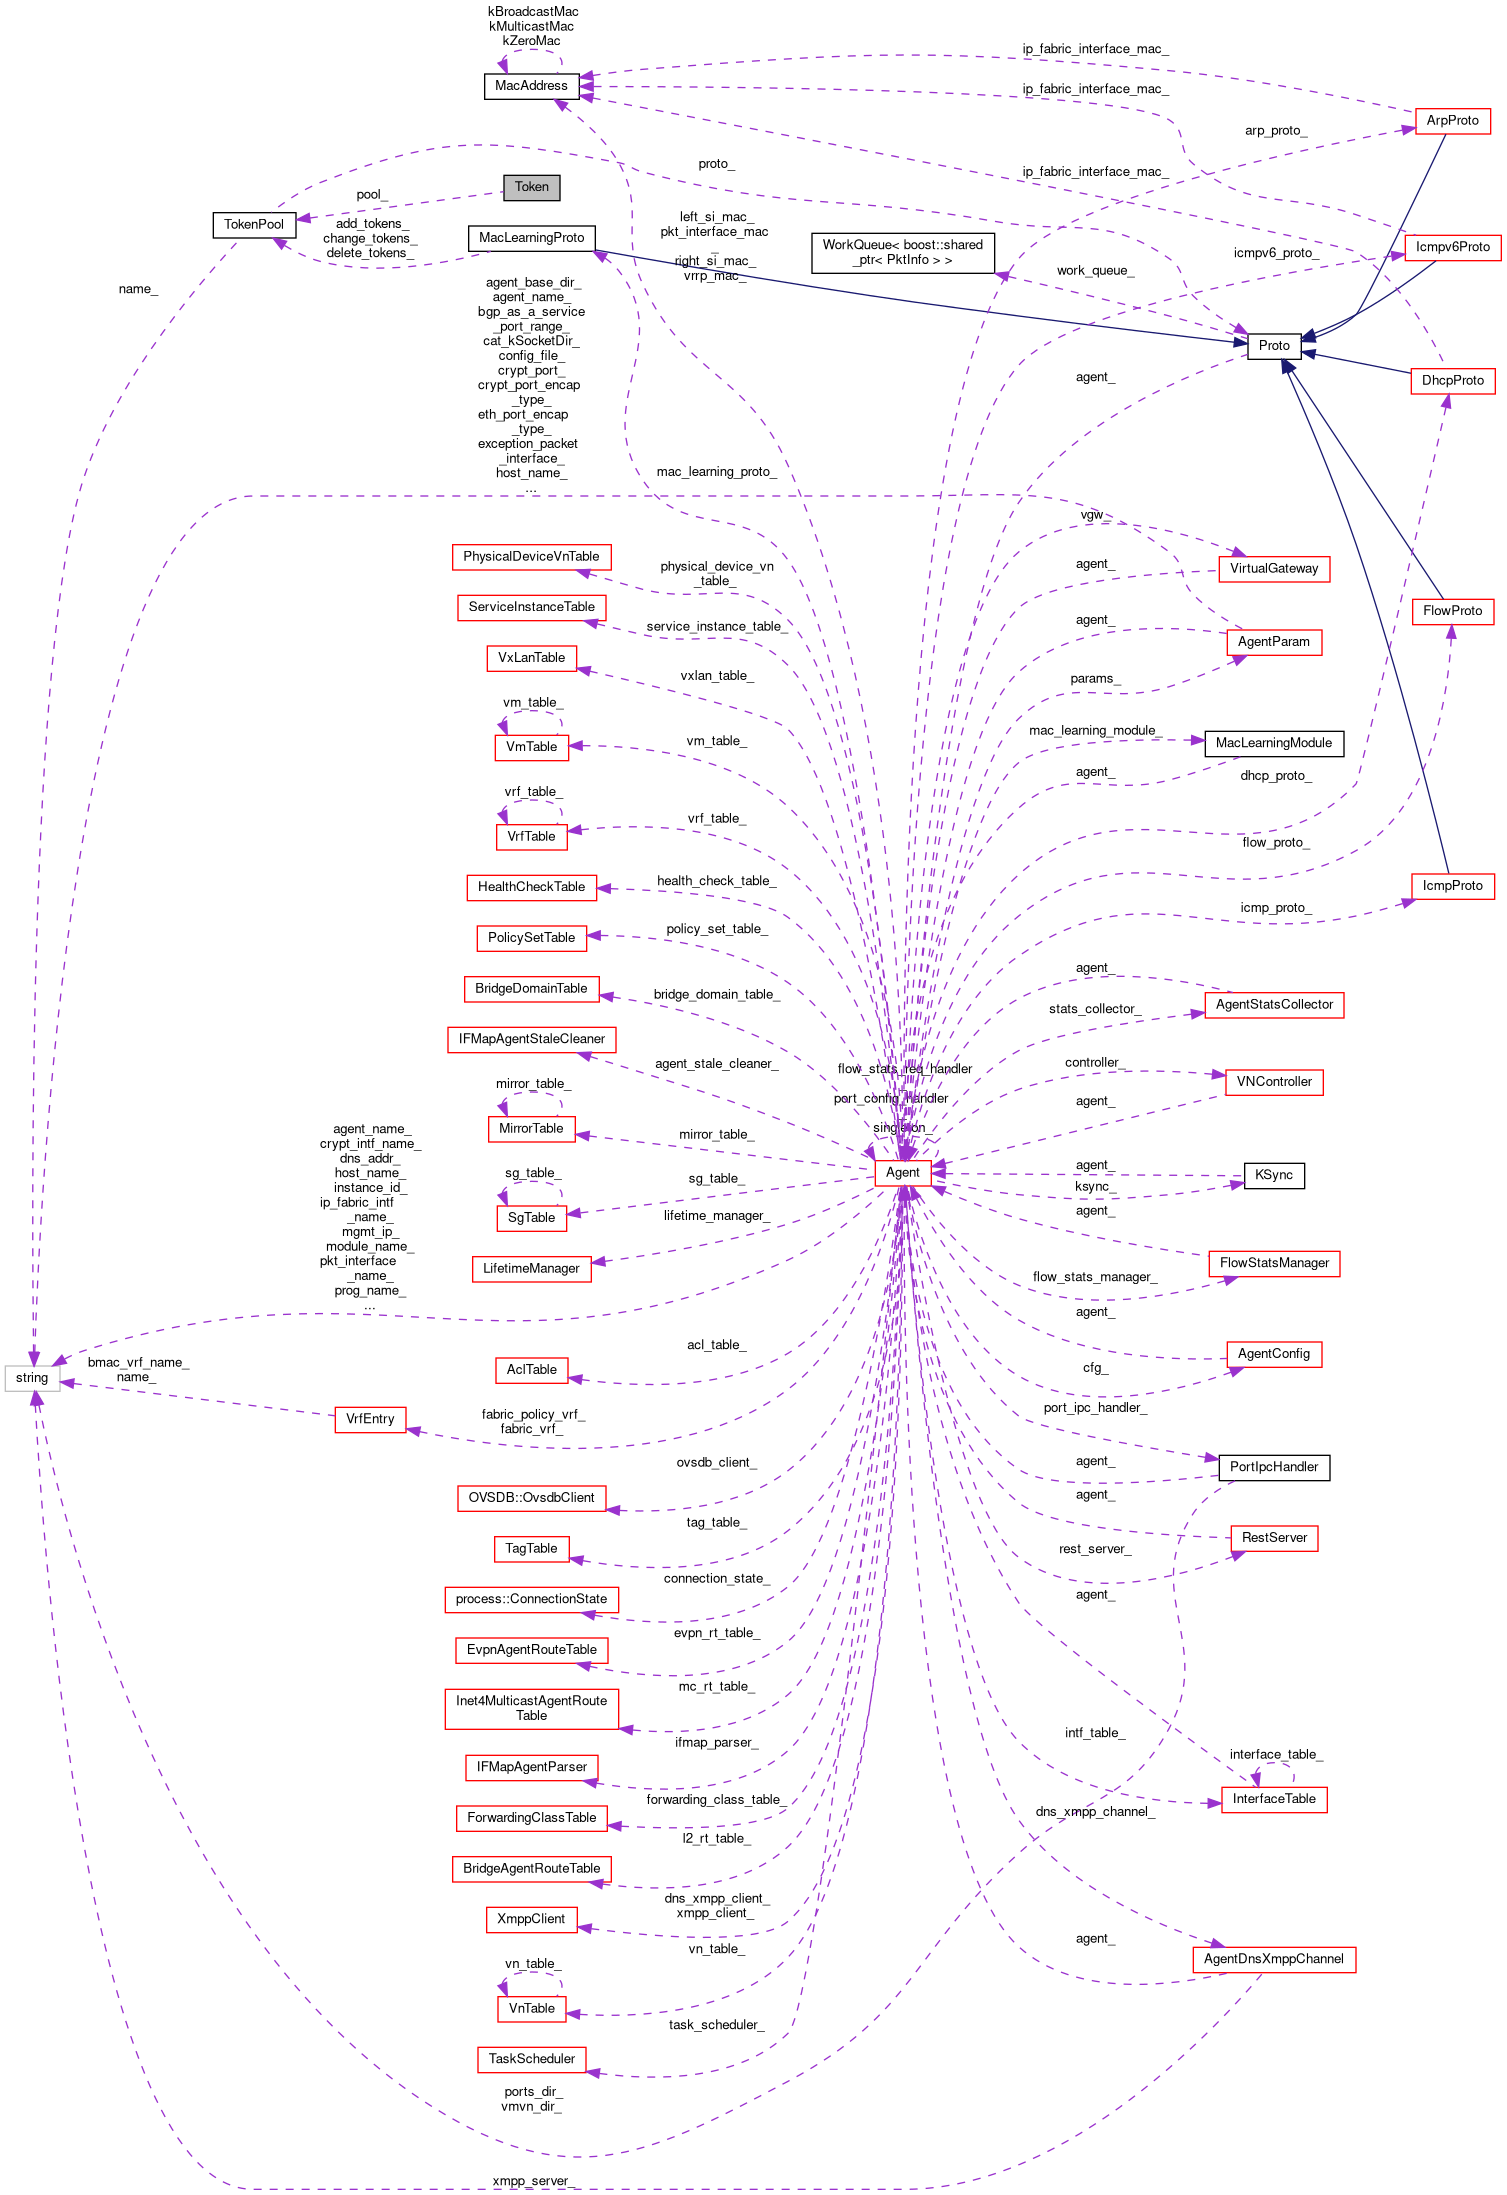 kBroadcastMac
kMulticastMac
kZeroMac
MacAddress
ip_fabric_interface_mac_
ip_fabric_interface_mac_
ArpProto
arp_proto_
proto_
ip_fabric_interface_mac_
Token
pool_
TokenPool
add_tokens_
change_tokens_
delete_tokens_
MacLearningProto
left_si_mac_
pkt_interface_mac
_
right_si_mac_
vrrp_mac_
WorkQueue< boost::shared
_ptr< PktInfo > >
work_queue_
icmpv6_proto_
Icmpv6Proto
name_
agent_base_dir_
agent_name_
bgp_as_a_service
_port_range_
cat_kSocketDir_
config_file_
crypt_port_
crypt_port_encap
_type_
eth_port_encap
_type_
exception_packet
_interface_
host_name_
...
Proto
agent_
DhcpProto
mac_learning_proto_
vgw_
PhysicalDeviceVnTable
physical_device_vn
_table_
agent_
VirtualGateway
ServiceInstanceTable
service_instance_table_
agent_
FlowProto
AgentParam
VxLanTable
vxlan_table_
params_
vm_table_
VmTable
vm_table_
mac_learning_module_
MacLearningModule
agent_
dhcp_proto_
vrf_table_
VrfTable
vrf_table_
flow_proto_
HealthCheckTable
health_check_table_
IcmpProto
icmp_proto_
PolicySetTable
policy_set_table_
BridgeDomainTable
bridge_domain_table_
agent_
AgentStatsCollector
stats_collector_
IFMapAgentStaleCleaner
agent_stale_cleaner_
flow_stats_req_handler
_
port_config_handler
_
singleton_
controller_
VNController
agent_
mirror_table_
MirrorTable
mirror_table_
agent_name_
crypt_intf_name_
dns_addr_
host_name_
instance_id_
ip_fabric_intf
_name_
mgmt_ip_
module_name_
pkt_interface
_name_
prog_name_
...
Agent
agent_
KSync
ksync_
sg_table_
SgTable
sg_table_
agent_
lifetime_manager_
LifetimeManager
FlowStatsManager
flow_stats_manager_
agent_
AgentConfig
cfg_
acl_table_
AclTable
string
bmac_vrf_name_
name_
VrfEntry
fabric_policy_vrf_
fabric_vrf_
port_ipc_handler_
PortIpcHandler
agent_
ovsdb_client_
OVSDB::OvsdbClient
agent_
RestServer
rest_server_
tag_table_
TagTable
connection_state_
process::ConnectionState
agent_
evpn_rt_table_
EvpnAgentRouteTable
mc_rt_table_
Inet4MulticastAgentRoute
Table
intf_table_
interface_table_
InterfaceTable
ifmap_parser_
IFMapAgentParser
forwarding_class_table_
ForwardingClassTable
dns_xmpp_channel_
l2_rt_table_
BridgeAgentRouteTable
dns_xmpp_client_
xmpp_client_
XmppClient
agent_
AgentDnsXmppChannel
vn_table_
vn_table_
VnTable
task_scheduler_
TaskScheduler
ports_dir_
vmvn_dir_
xmpp_server_